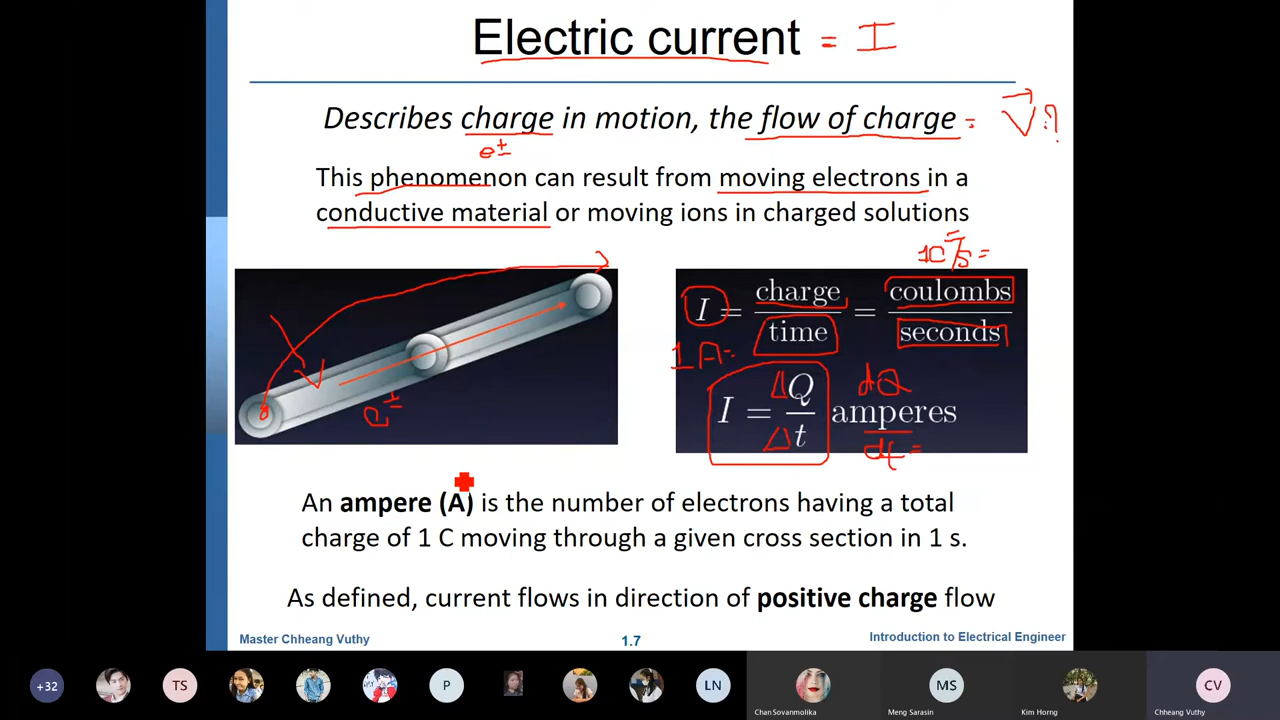 Electric current = I
Describes charge in motion, the flow of charge = V ?
e±
This phenomenon can result from moving electrons in a
conductive material or moving ions in charged solutions
I = charge / time = coulombs / seconds
1 A =
I = ΔQ / Δt amperes
dQ
dt =
V
e±
An ampere (A) is the number of electrons having a total
charge of 1 C moving through a given cross section in 1 s.
As defined, current flows in direction of positive charge flow
Master Chheang Vuthy
1.7
Introduction to Electrical Engineer
+32
TS
P
LN
MS
CV
Chan Sovanmolika
Meng Sarasin
Kim Horng
Chheang Vuthy